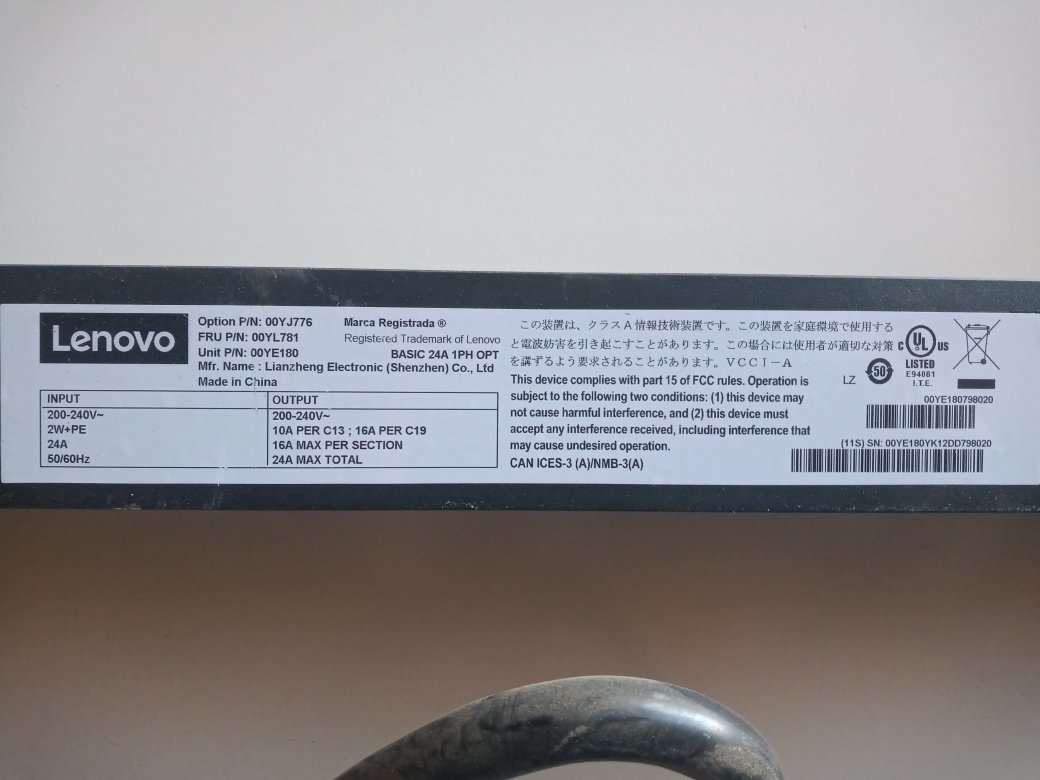 Lenovo
Option P/N: 00YJ776
FRU P/N: 00YL781
Unit P/N: 00YE180
Mfr. Name : Lianzheng Electronic (Shenzhen) Co., Ltd
Made in China
Marca Registrada ®
Registered Trademark of Lenovo
BASIC 24A 1PH OPT
INPUT
200-240V~
2W+PE
24A
50/60Hz
OUTPUT
200-240V~
10A PER C13 ; 16A PER C19
16A MAX PER SECTION
24A MAX TOTAL
この装置は、クラスA情報技術装置です。この装置を家庭環境で使用する
と電波妨害を引き起こすことがあります。この場合には使用者が適切な対策
を講ずるよう要求されることがあります。VCCI－A
This device complies with part 15 of FCC rules. Operation is
subject to the following two conditions: (1) this device may
not cause harmful interference, and (2) this device must
accept any interference received, including interference that
may cause undesired operation.
CAN ICES-3 (A)/NMB-3(A)
LZ
50
C UL US
LISTED
E94081
I.T.E.
00YE180798020
(11S) SN: 00YE180YK12DD798020